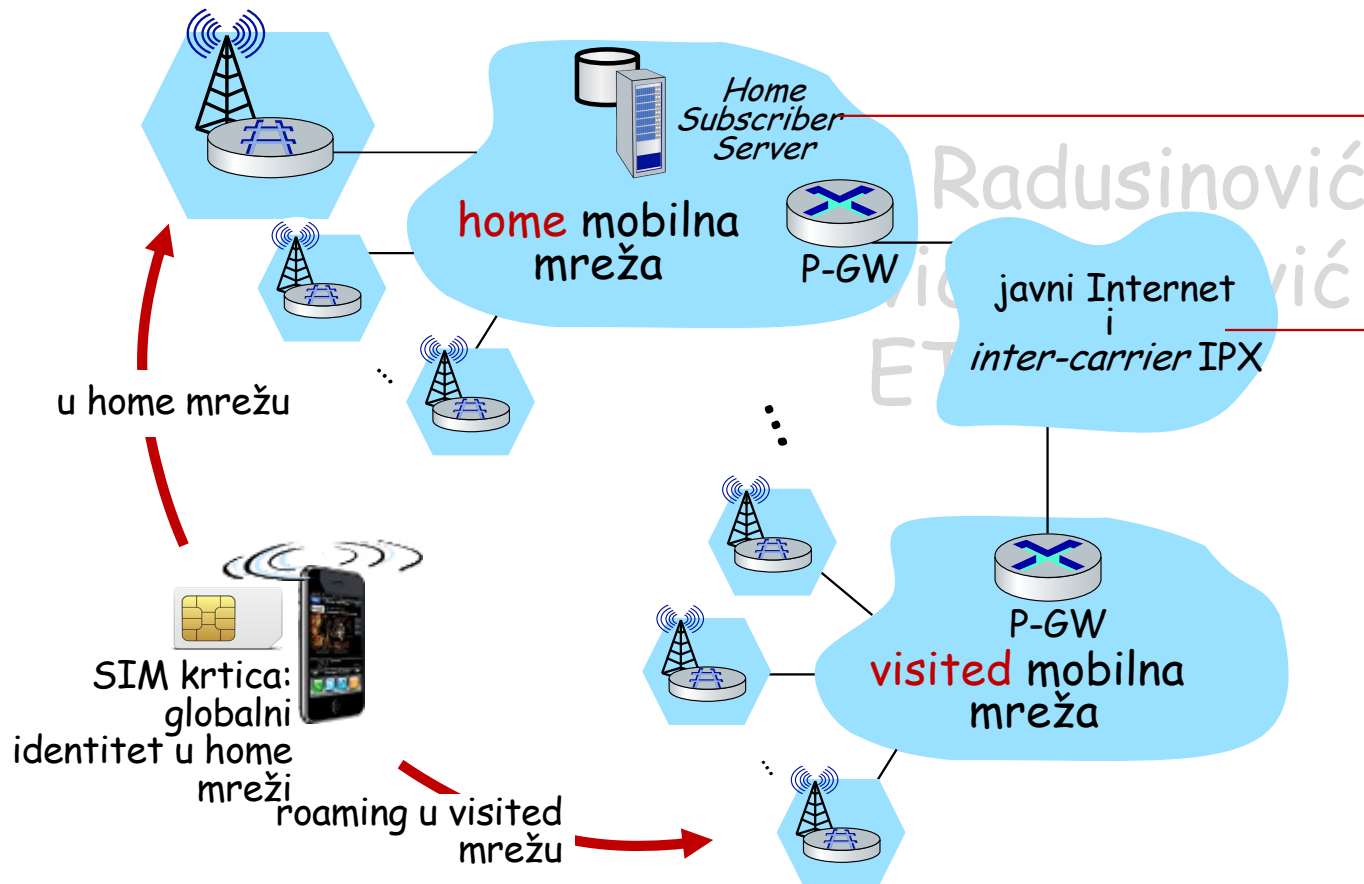 Home
Subscriber
Server
Radusinović
home mobilna
mreža
P-GW
javni Internet
i
inter-carrier IPX
u home mrežu
SIM krtica:
globalni
identitet u home
mreži
roaming u visited
mrežu
P-GW
visited mobilna
mreža